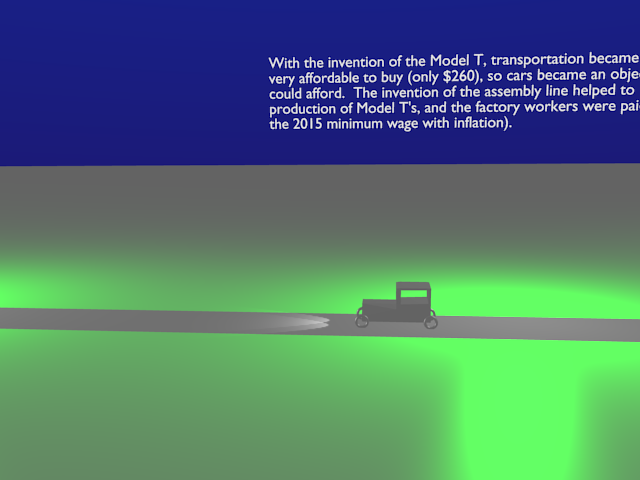 With the invention of the Model T, transportation became
very affordable to buy (only $260), so cars became an
could afford.  The invention of the assembly line helped to
production of Model T's, and the factory workers were
the 2015 minimum wage with inflation).